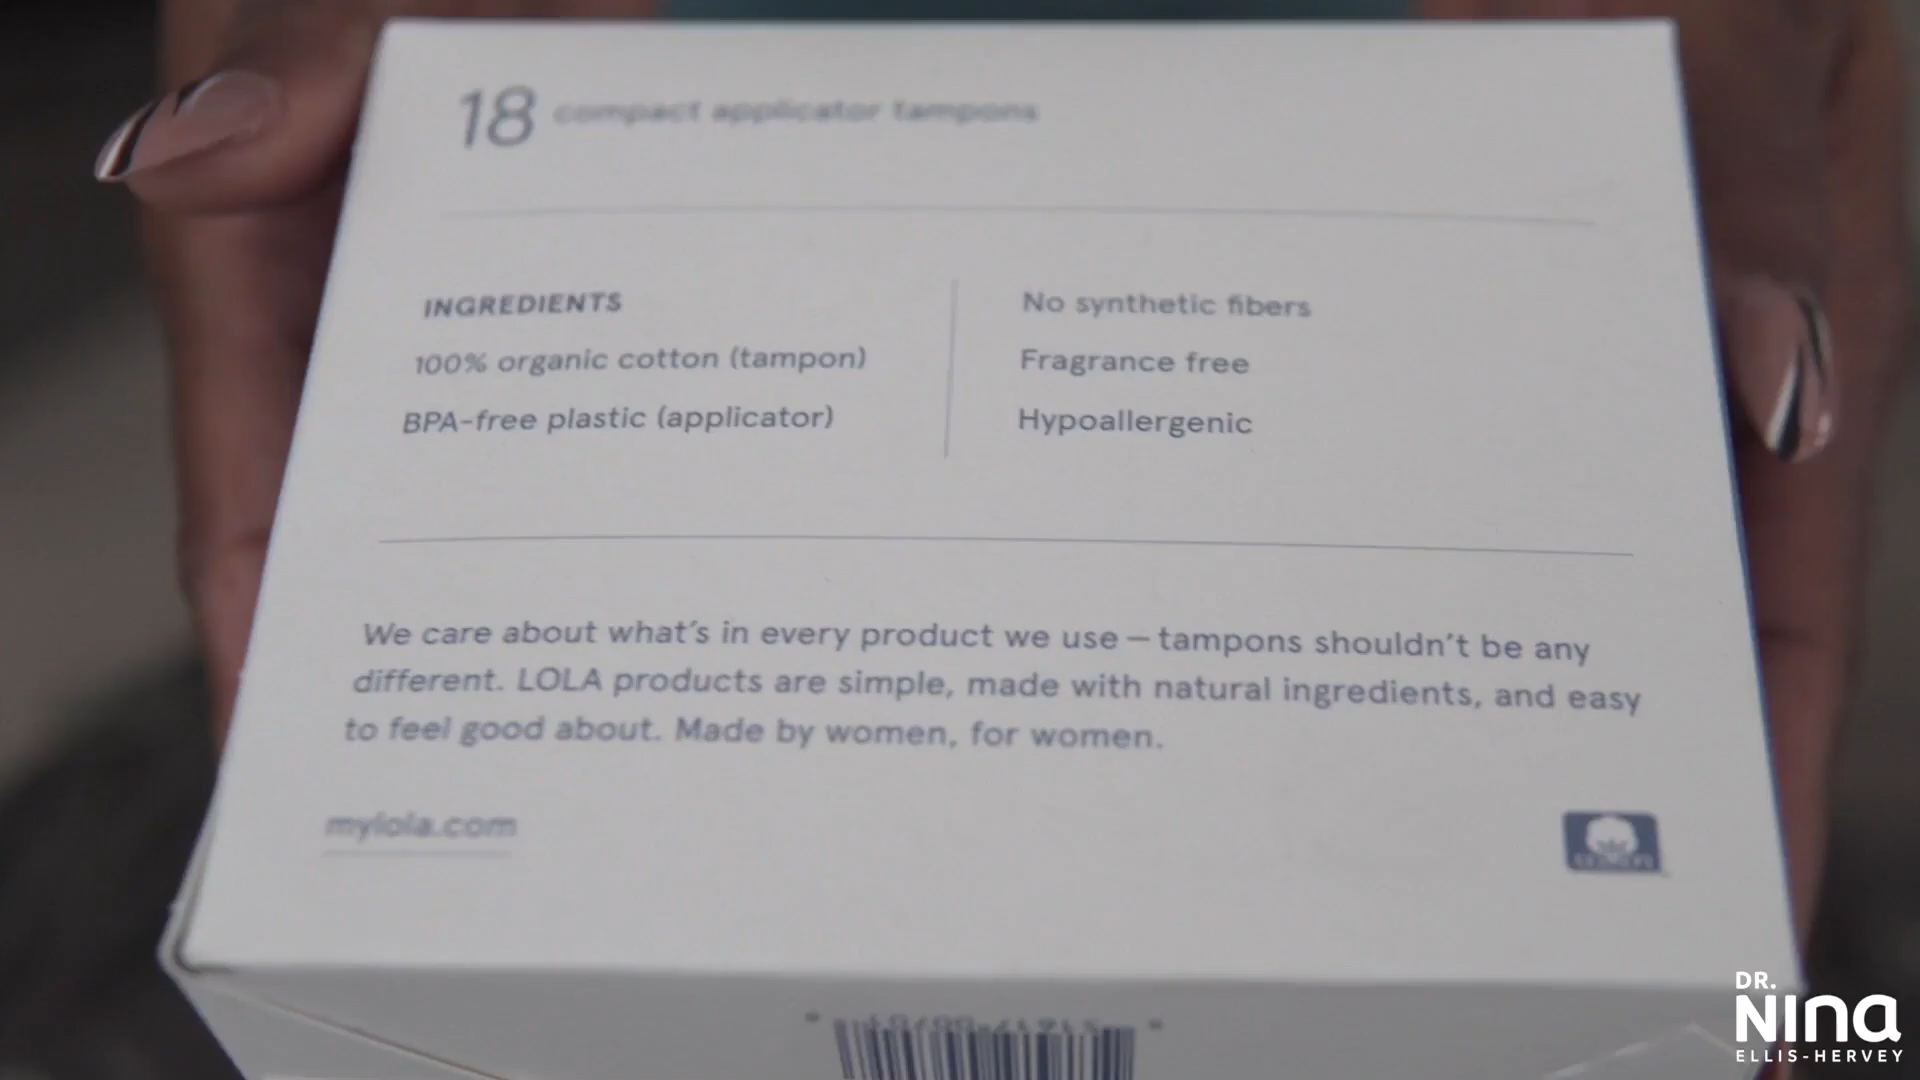 18 compact applicator tampons
INGREDIENTS
100% organic cotton (tampon)
BPA-free plastic (applicator)
No synthetic fibers
Fragrance free
Hypoallergenic
We care about what's in every product we use — tampons shouldn't be any
different. LOLA products are simple, made with natural ingredients, and easy
to feel good about. Made by women, for women.
mylola.com
DR.
Nina
ELLIS-HERVEY